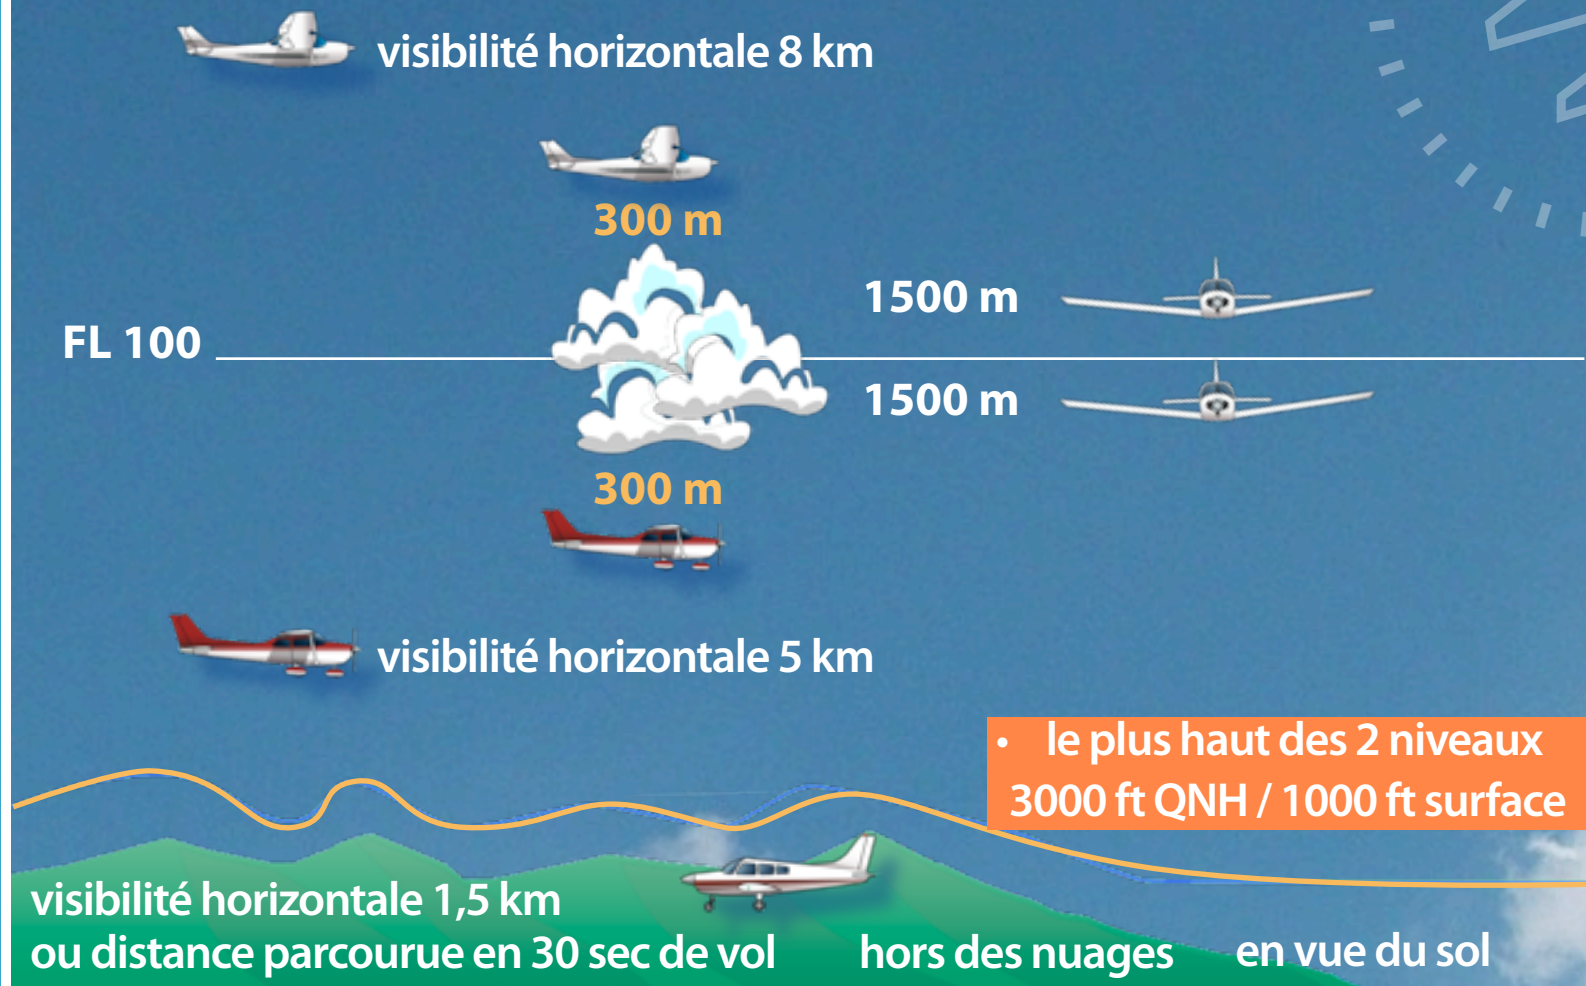 visibilité horizontale 8 km
300 m
1500 m
FL 100
1500 m
300 m
visibilité horizontale 5 km
• le plus haut des 2 niveaux
3000 ft QNH / 1000 ft surface
visibilité horizontale 1,5 km
ou distance parcourue en 30 sec de vol
hors des nuages
en vue du sol